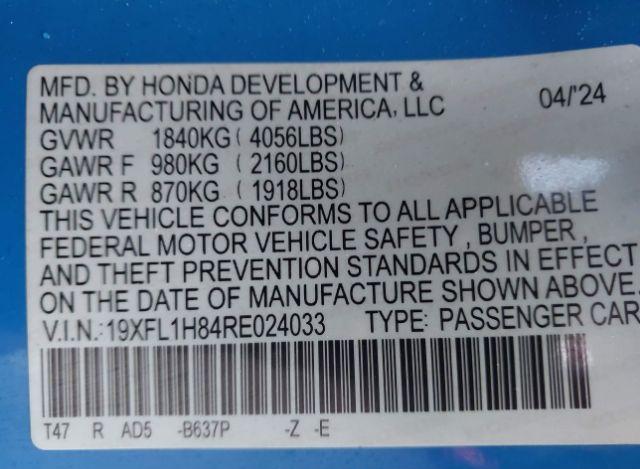 MFD. BY HONDA DEVELOPMENT &
MANUFACTURING OF AMERICA, LLC 04/'24
GVWR 1840KG ( 4056LBS)
GAWR F 980KG ( 2160LBS)
GAWR R 870KG ( 1918LBS)
THIS VEHICLE CONFORMS TO ALL APPLICABLE
FEDERAL MOTOR VEHICLE SAFETY , BUMPER ,
AND THEFT PREVENTION STANDARDS IN EFFECT
ON THE DATE OF MANUFACTURE SHOWN ABOVE.
V.I.N.:19XFL1H84RE024033 TYPE: PASSENGER CAR
T47 R AD5 -B637P -Z -E